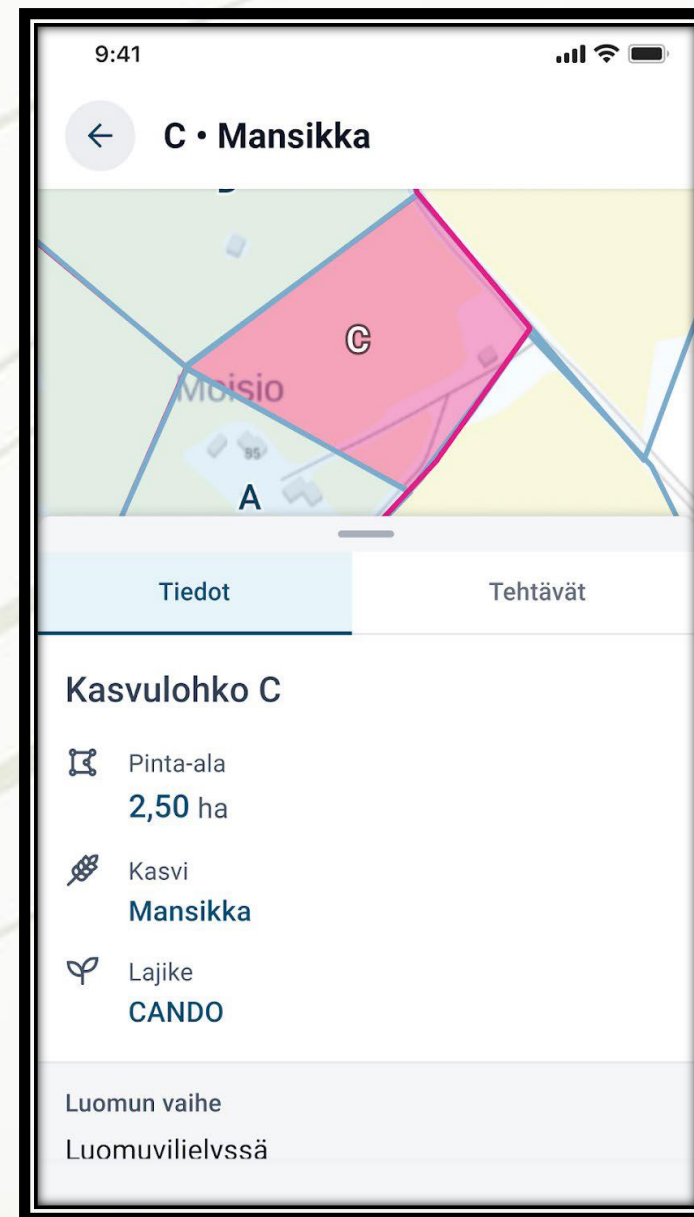 9:41
C • Mansikka
C
Moisio
95
A
Tiedot
Tehtävät
Kasvulohko C
Pinta-ala
2,50 ha
Kasvi
Mansikka
Lajike
CANDO
Luomun vaihe
Luomuviljelyssä